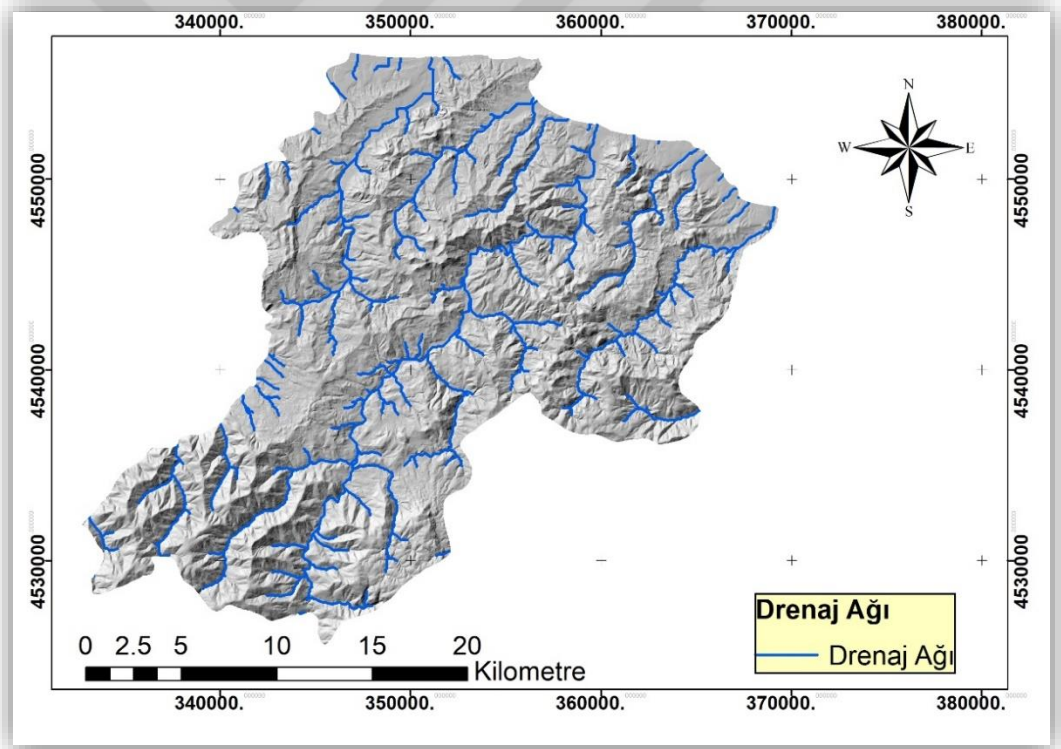 340000. 350000. 360000. 370000. 380000.
N
W E
S
4550000 4550000
4540000 4540000
4530000 4530000
Drenaj Ağı
Drenaj Ağı
0 2.5 5 10 15 20
Kilometre
340000. 350000. 360000. 370000. 380000.